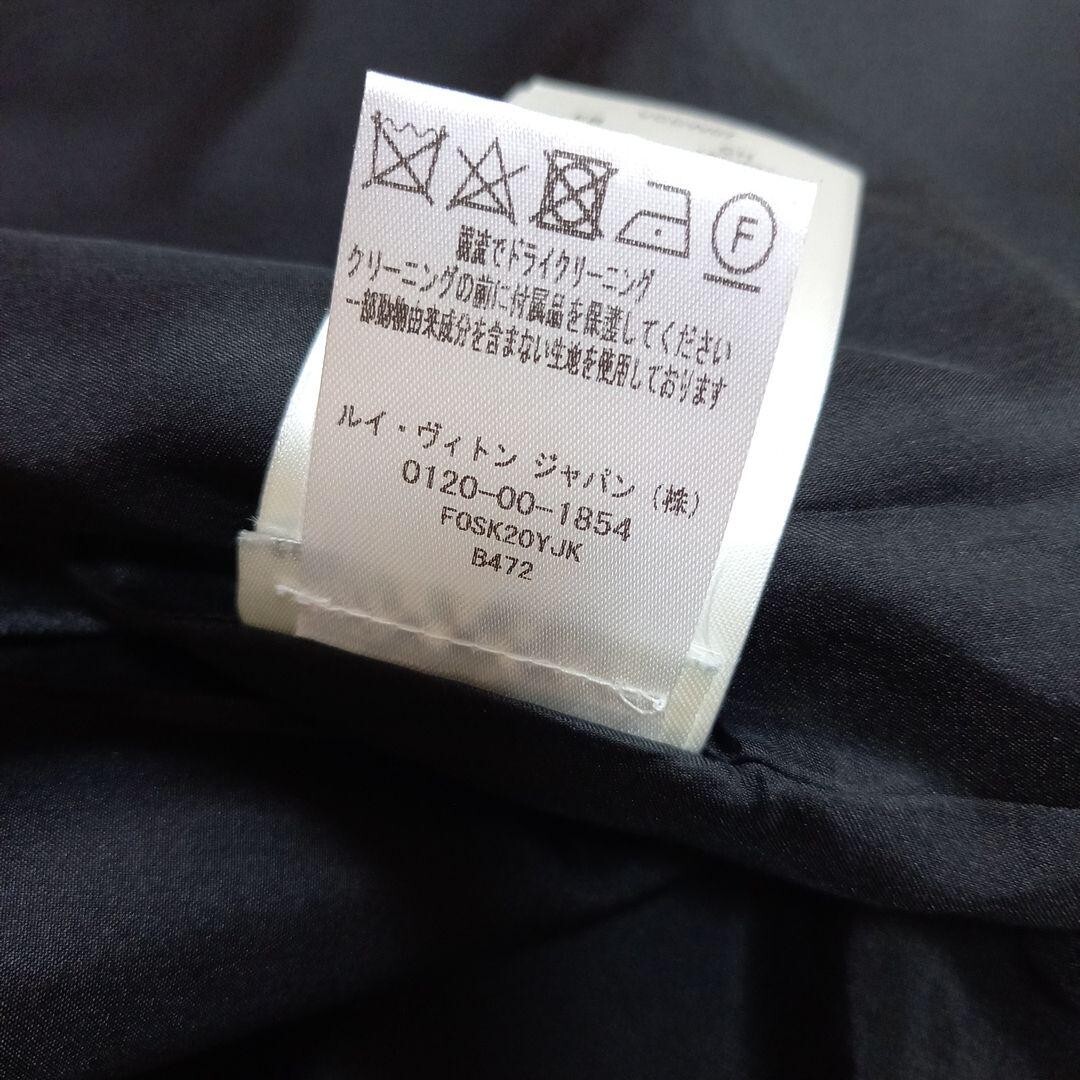 F
弱流でドライクリーニング
クリーニングの前に付属品を保護してください
一部動物由来成分を含まない生地を使用しております
ルイ・ヴィトン ジャパン（株）
0120-00-1854
F0SK20YJK
B472